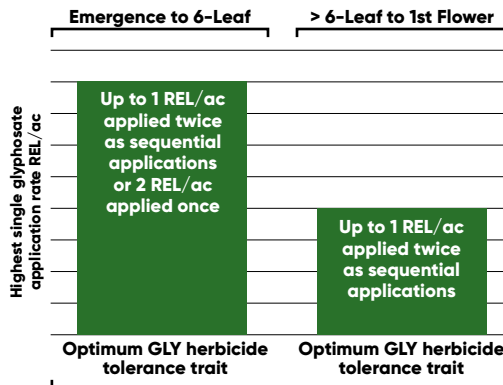 Emergence to 6-Leaf
> 6-Leaf to 1st Flower
Highest single glyphosate
application rate REL/ac
Up to 1 REL/ac
applied twice
as sequential
applications
or 2 REL/ac
applied once
Up to 1 REL/ac
applied twice
as sequential
applications
Optimum GLY herbicide
tolerance trait
Optimum GLY herbicide
tolerance trait